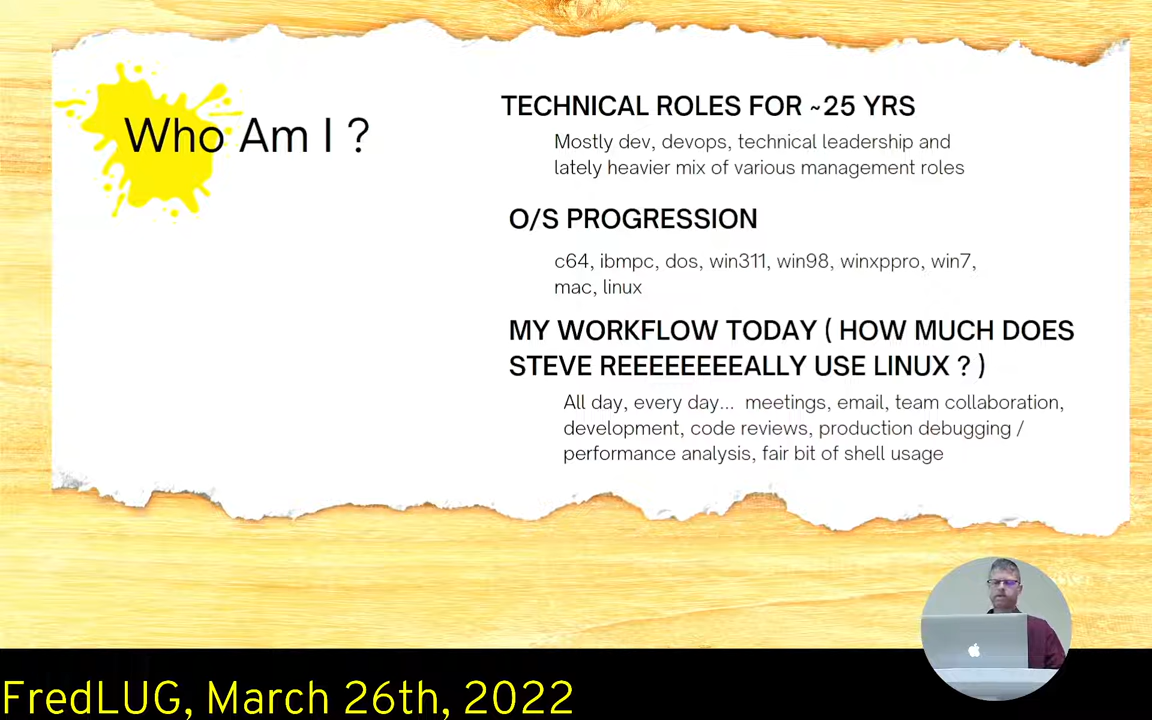 Who Am I ?
TECHNICAL ROLES FOR ~25 YRS
Mostly dev, devops, technical leadership and
lately heavier mix of various management roles
O/S PROGRESSION
c64, ibmpc, dos, win311, win98, winxppro, win7,
mac, linux
MY WORKFLOW TODAY ( HOW MUCH DOES
STEVE REEEEEEEEALLY USE LINUX ? )
All day, every day... meetings, email, team collaboration,
development, code reviews, production debugging /
performance analysis, fair bit of shell usage
FredLUG, March 26th, 2022